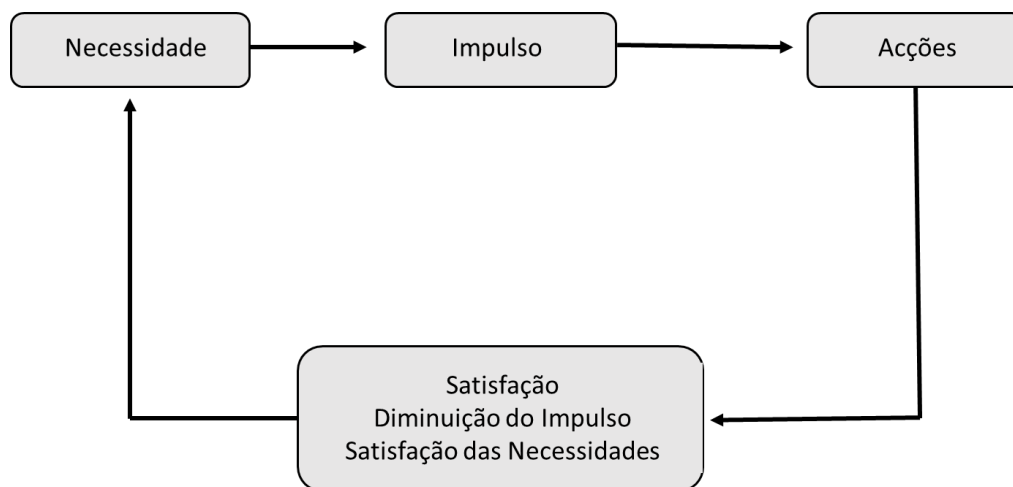 Necessidade
Impulso
Acções
Satisfação
Diminuição do Impulso
Satisfação das Necessidades